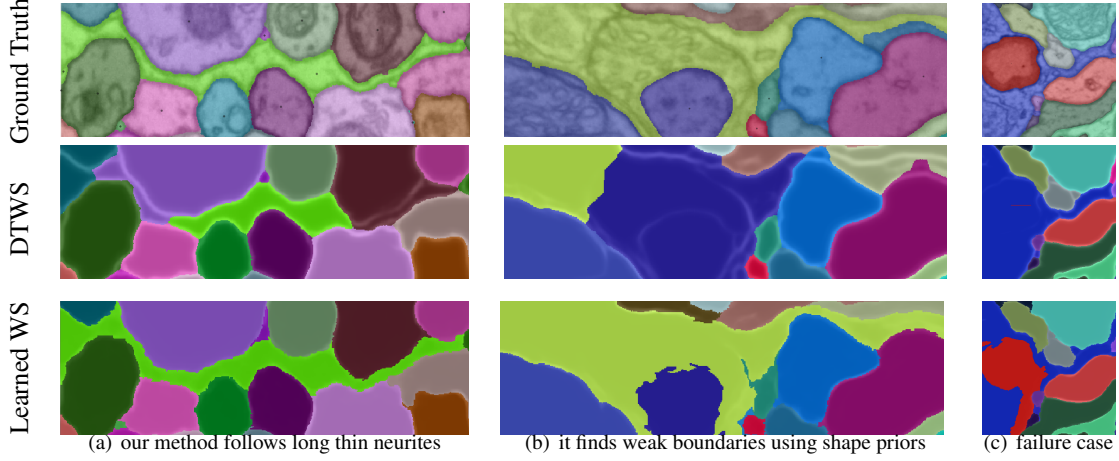 Ground Truth
DTWS
Learned WS
(a) our method follows long thin neurites
(b) it finds weak boundaries using shape priors
(c) failure case